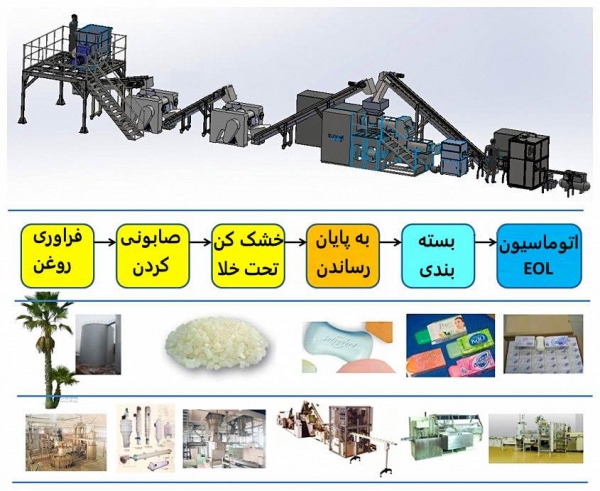 فراوری
روغن
صابونی
کردن
خشک کن
تحت خلا
به پایان
رساندن
بسته
بندی
اتوماسیون
EOL